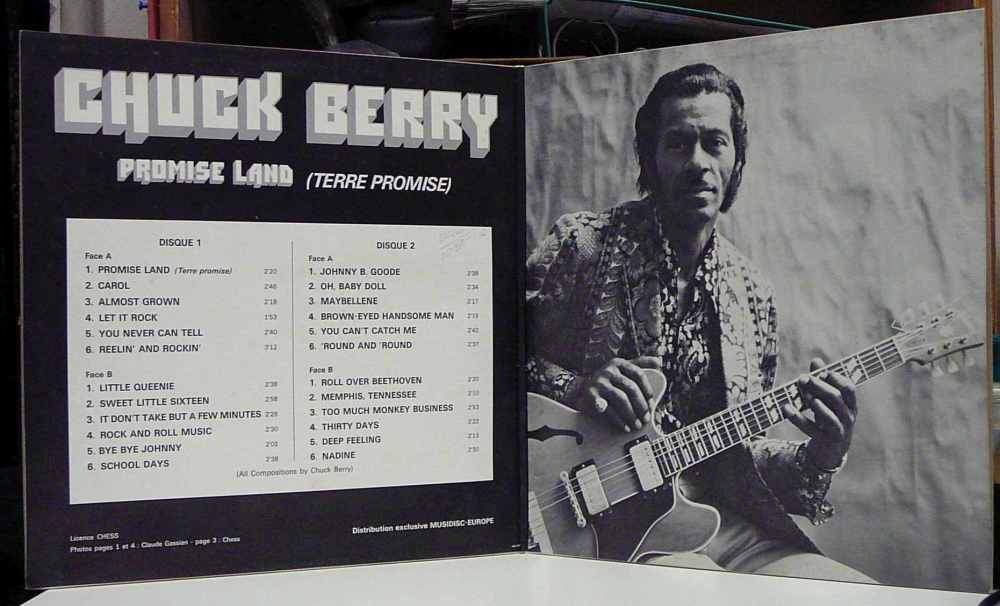 CHUCK BERRY
PROMISE LAND (TERRE PROMISE)
DISQUE 1
Face A
1. PROMISE LAND (Terre promise) 2'20
2. CAROL 2'46
3. ALMOST GROWN 2'18
4. LET IT ROCK 1'53
5. YOU NEVER CAN TELL 2'40
6. REELIN' AND ROCKIN' 3'12
Face B
1. LITTLE QUEENIE 2'38
2. SWEET LITTLE SIXTEEN 2'58
3. IT DON'T TAKE BUT A FEW MINUTES 2'28
4. ROCK AND ROLL MUSIC 2'30
5. BYE BYE JOHNNY 2'03
6. SCHOOL DAYS 2'38
DISQUE 2
Face A
1. JOHNNY B. GOODE 2'38
2. OH, BABY DOLL 2'34
3. MAYBELLENE 2'17
4. BROWN-EYED HANDSOME MAN
5. YOU CAN'T CATCH ME 2'42
6. 'ROUND AND 'ROUND 2'37
Face B
1. ROLL OVER BEETHOVEN 2'20
2. MEMPHIS, TENNESSEE 2'10
3. TOO MUCH MONKEY BUSINESS 2'53
4. THIRTY DAYS 2'22
5. DEEP FEELING 2'13
6. NADINE 2'30
(All Compositions by Chuck Berry)
Licence CHESS
Photos pages 1 et 4 : Claude Gassian - page 3 : Chess
Distribution exclusive MUSIDISC-EUROPE